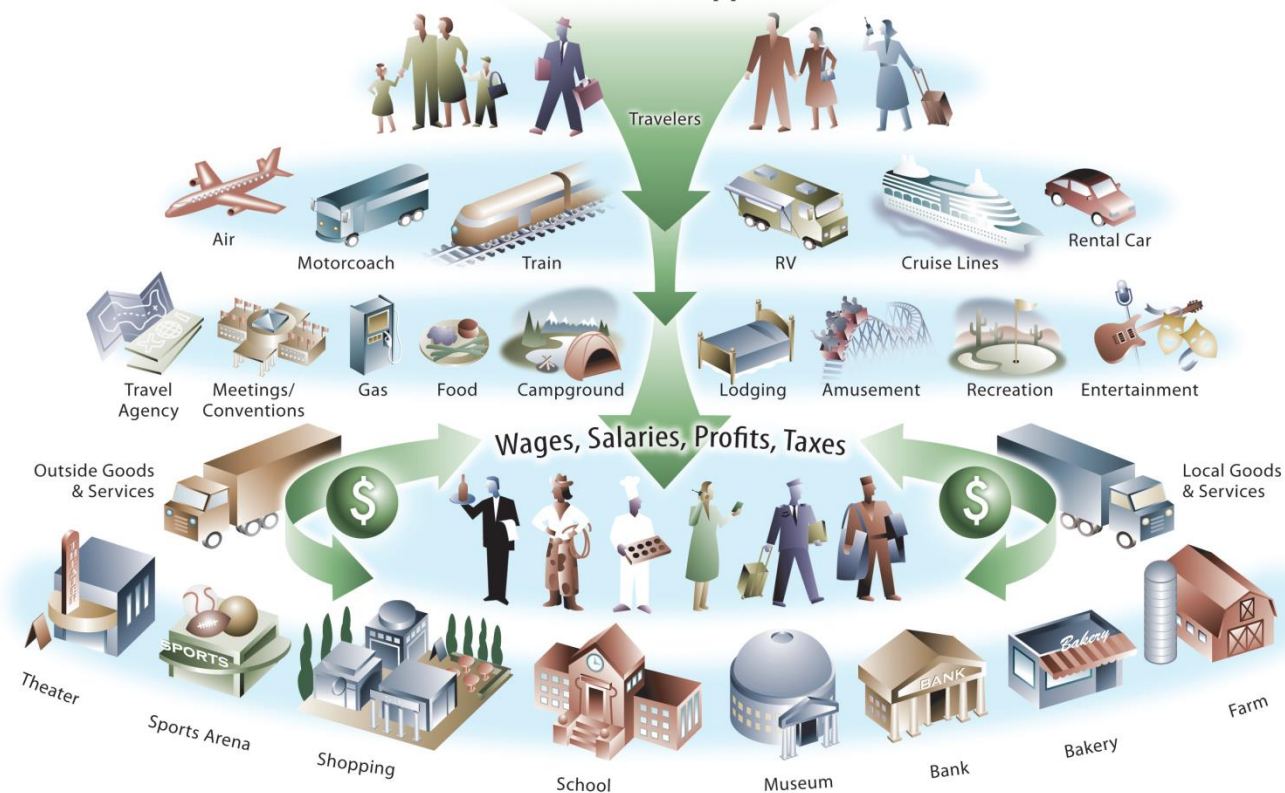 Travelers
Air
Motorcoach
Train
RV
Cruise Lines
Rental Car
Travel
Agency
Meetings/
Conventions
Gas
Food
Campground
Lodging
Amusement
Recreation
Entertainment
Wages, Salaries, Profits, Taxes
Outside Goods
& Services
$
$
Local Goods
& Services
THEATER
SPORTS
BANK
Bakery
Theater
Sports Arena
Shopping
School
Museum
Bank
Bakery
Farm